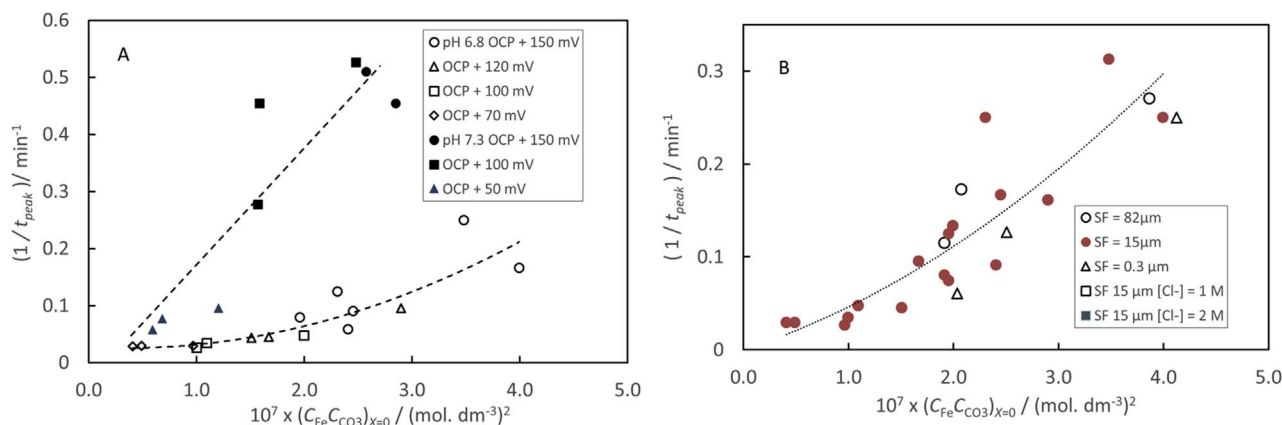 A
0.6
0.5
0.4
0.3
0.2
0.1
0
(1 / t_peak)/ min⁻¹
pH 6.8 OCP + 150 mV
OCP + 120 mV
OCP + 100 mV
OCP + 70 mV
pH 7.3 OCP + 150 mV
OCP + 100 mV
OCP + 50 mV
0.0 1.0 2.0 3.0 4.0 5.0
10⁷ x (C_Fe C_CO3)_X=0 / (mol. dm⁻³)²
B
0.3
0.2
0.1
0
(1 / t_peak) / min⁻¹
SF = 82µm
SF = 15µm
SF = 0.3 µm
SF 15 µm [Cl-] = 1 M
SF 15 µm [Cl-] = 2 M
0.0 1.0 2.0 3.0 4.0 5.0
10⁷ x (C_Fe C_CO3)_X=0 / (mol. dm⁻³)²